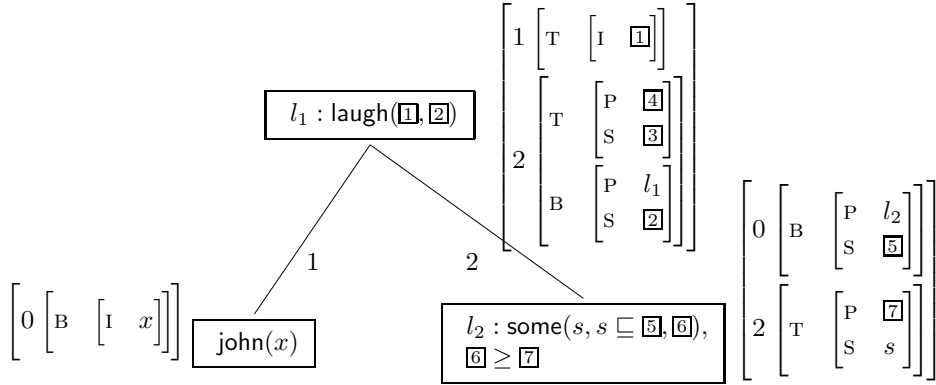 1 [T [I 1]]
l₁ : laugh(1, 2)
2 [T [P 4
S 3]
B [P l₁
S 2]]
1
2
0 [B [P l₂
S 5]]
2 [T [P 7
S s]]
[0 [B [I x]]]
john(x)
l₂ : some(s, s ⊑ 5, 6),
6 ≥ 7